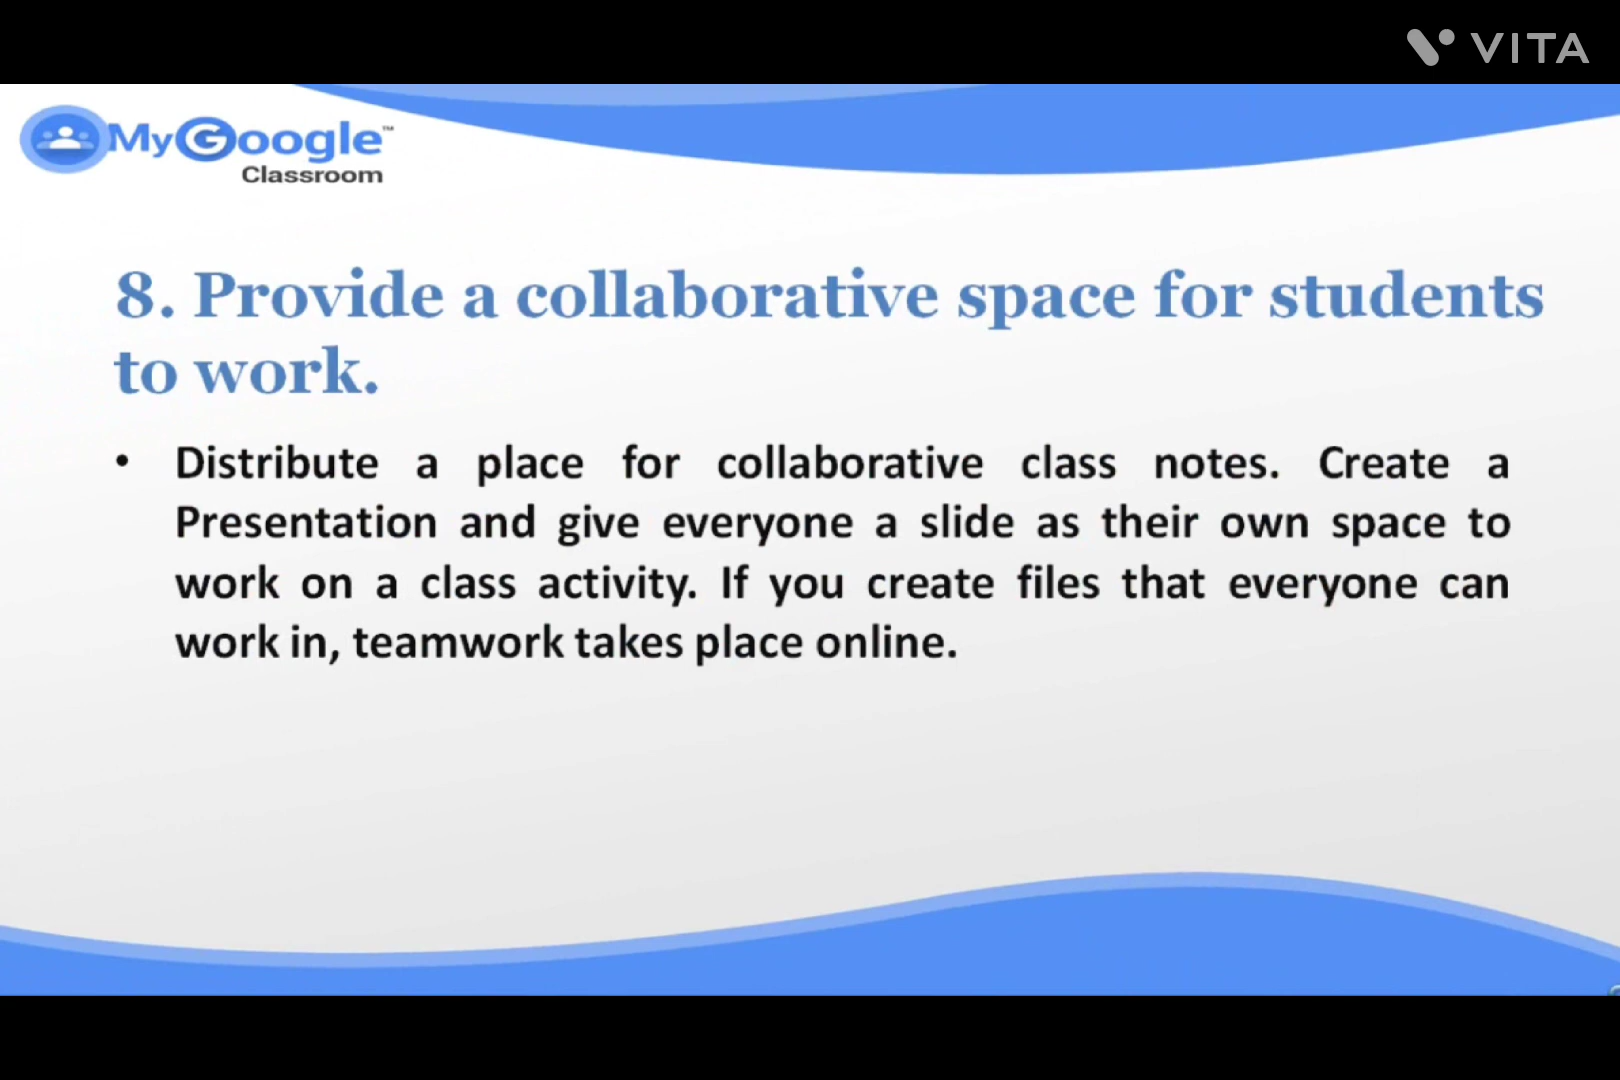 VITA
MyGoogle™
Classroom
8. Provide a collaborative space for students
to work.
• Distribute a place for collaborative class notes. Create a
Presentation and give everyone a slide as their own space to
work on a class activity. If you create files that everyone can
work in, teamwork takes place online.